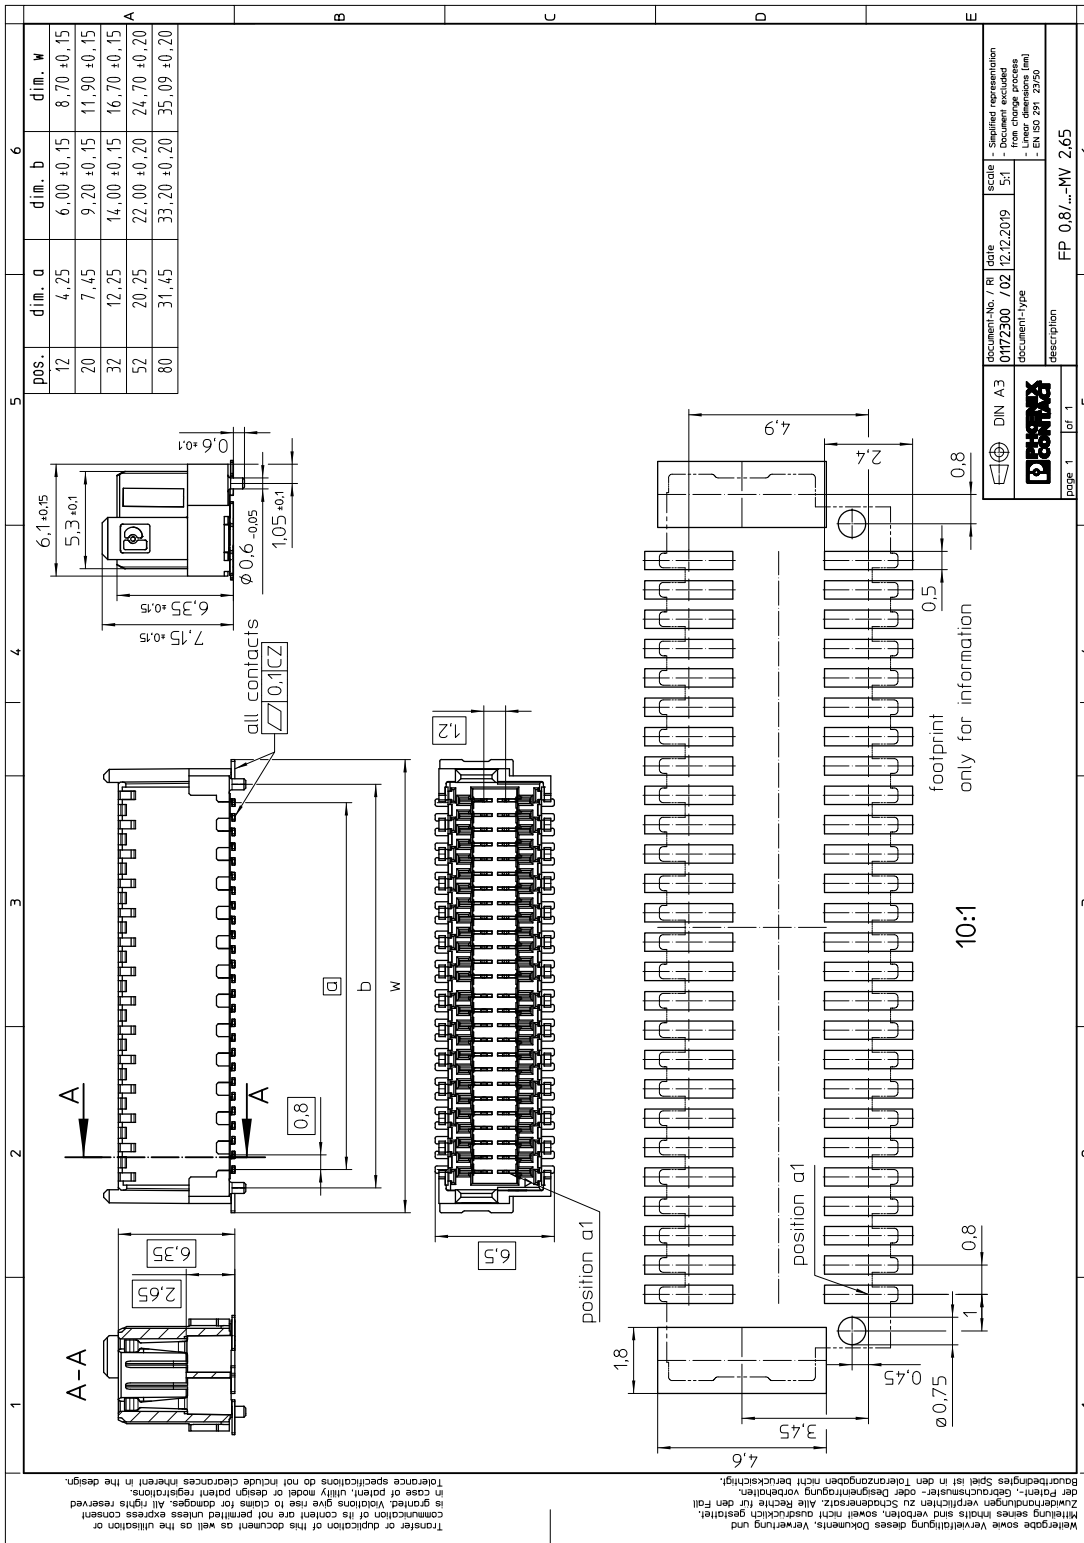 A
B
C
D
E
6
5
4
3
2
1
pos. dim. a dim. b dim. w
12 4,25 6,00 ±0,15 8,70 ±0,15
20 7,45 9,20 ±0,15 11,90 ±0,15
32 12,25 14,00 ±0,15 16,70 ±0,15
52 20,25 22,00 ±0,20 24,70 ±0,20
80 31,45 33,20 ±0,20 35,09 ±0,20
A-A
6,35
2,65
A
A
0,8
a
b
w
all contacts
0,1CZ
6,1 ±0,15
5,3 ±0,1
7,15 ±0,15
6,35 ±0,15
0,6 ±0,1
ø0,6 -0,05
1,05 ±0,1
6,5
1,2
position a1
4,6
3,45
1,8
0,45
ø0,75
1
0,8
position a1
10:1
footprint
only for information
0,5
0,8
2,4
4,9
DIN A3
PHOENIX
CONTACT
page 1 of 1
document-No. / RI
01172300 / 02
date
12.12.2019
scale
5:1
- Simplified representation
- Document excluded
from change process
- Linear dimensions [mm]
- EN ISO 291 23/50
document-type
description
FP 0,8/...-MV 2,65
Transfer or duplication of this document as well as the utilisation or
communication of its content are not permitted unless express consent
is granted. Violations give rise to claims for damages. All rights reserved
in case of patent, utility model or design patent registrations.
Tolerance specifications do not include clearances inherent in the design.
Weitergabe sowie Vervielfältigung dieses Dokuments, Verwertung und
Mitteilung seines Inhalts sind verboten, soweit nicht ausdrücklich gestattet.
Zuwiderhandlungen verpflichten zu Schadenersatz. Alle Rechte für den Fall
der Patent-, Gebrauchsmuster- oder Designeintragung vorbehalten.
Bauartbedingtes Spiel ist in den Toleranzangaben nicht berücksichtigt.